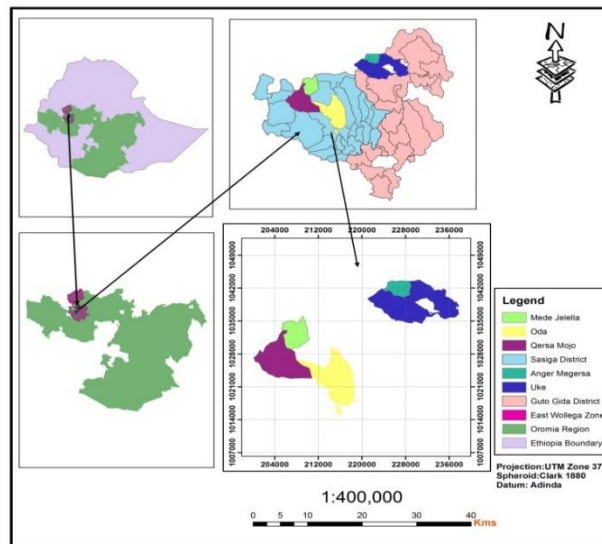 N
204000 212000 220000 228000 236000
1049000 1049000
1042000 1042000
1035000 1035000
1028000 1028000
1021000 1021000
1014000 1014000
1007000 1007000
204000 212000 220000 228000 236000
Legend
Mede Jelella
Oda
Qersa Mojo
Sasiga District
Anger Megersa
Uke
Guto Gida District
East Wollega Zone
Oromia Region
Ethiopia Boundary
Projection:UTM Zone 37
Spheroid:Clark 1880
Datum: Adinda
1:400,000
0 5 10 20 30 40
Kms